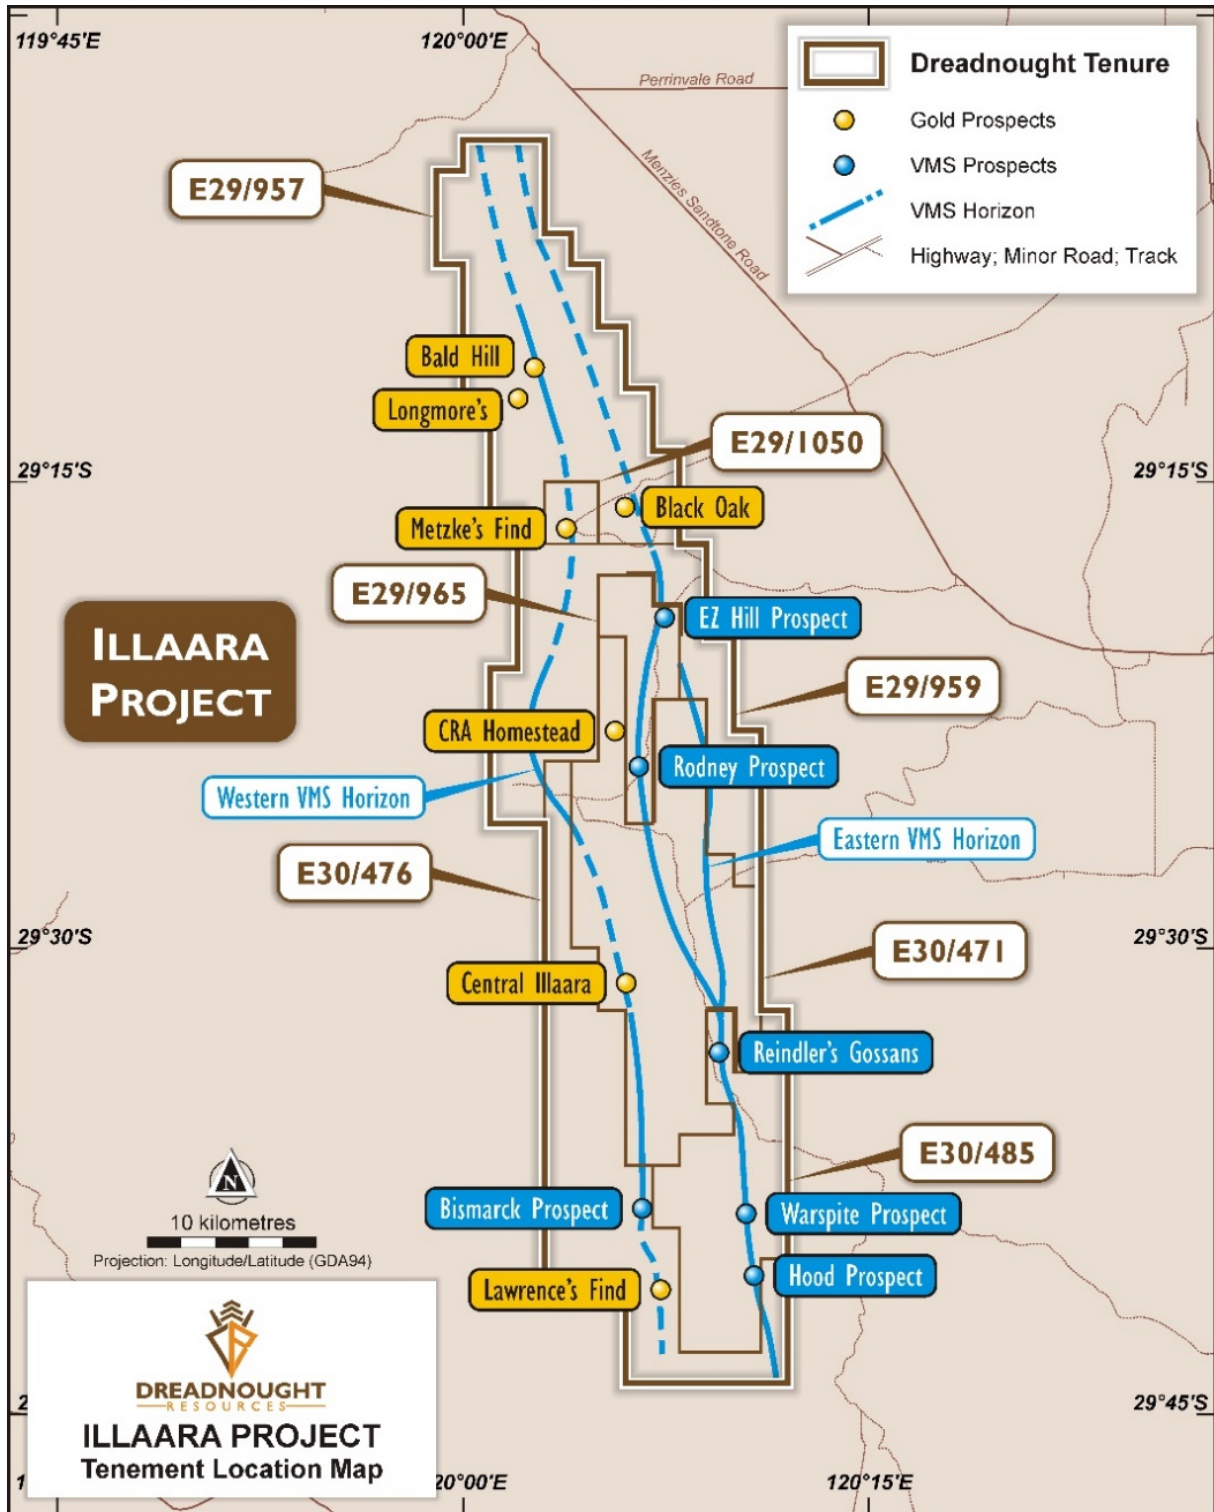 119°45'E
120°00'E
Dreadnought Tenure
Gold Prospects
VMS Prospects
VMS Horizon
Highway; Minor Road; Track
Perrinvale Road
Menzies Sandstone Road
E29/957
Bald Hill
Longmore's
E29/1050
29°15'S
29°15'S
Black Oak
Metzke's Find
E29/965
EZ Hill Prospect
ILLAARA
PROJECT
E29/959
CRA Homestead
Rodney Prospect
Western VMS Horizon
Eastern VMS Horizon
E30/476
29°30'S
29°30'S
E30/471
Central Illaara
Reindler's Gossans
E30/485
N
Bismarck Prospect
Warspite Prospect
10 kilometres
Projection: Longitude/Latitude (GDA94)
Hood Prospect
Lawrence's Find
DREADNOUGHT
RESOURCES
29°45'S
ILLAARA PROJECT
Tenement Location Map
20°00'E
120°15'E